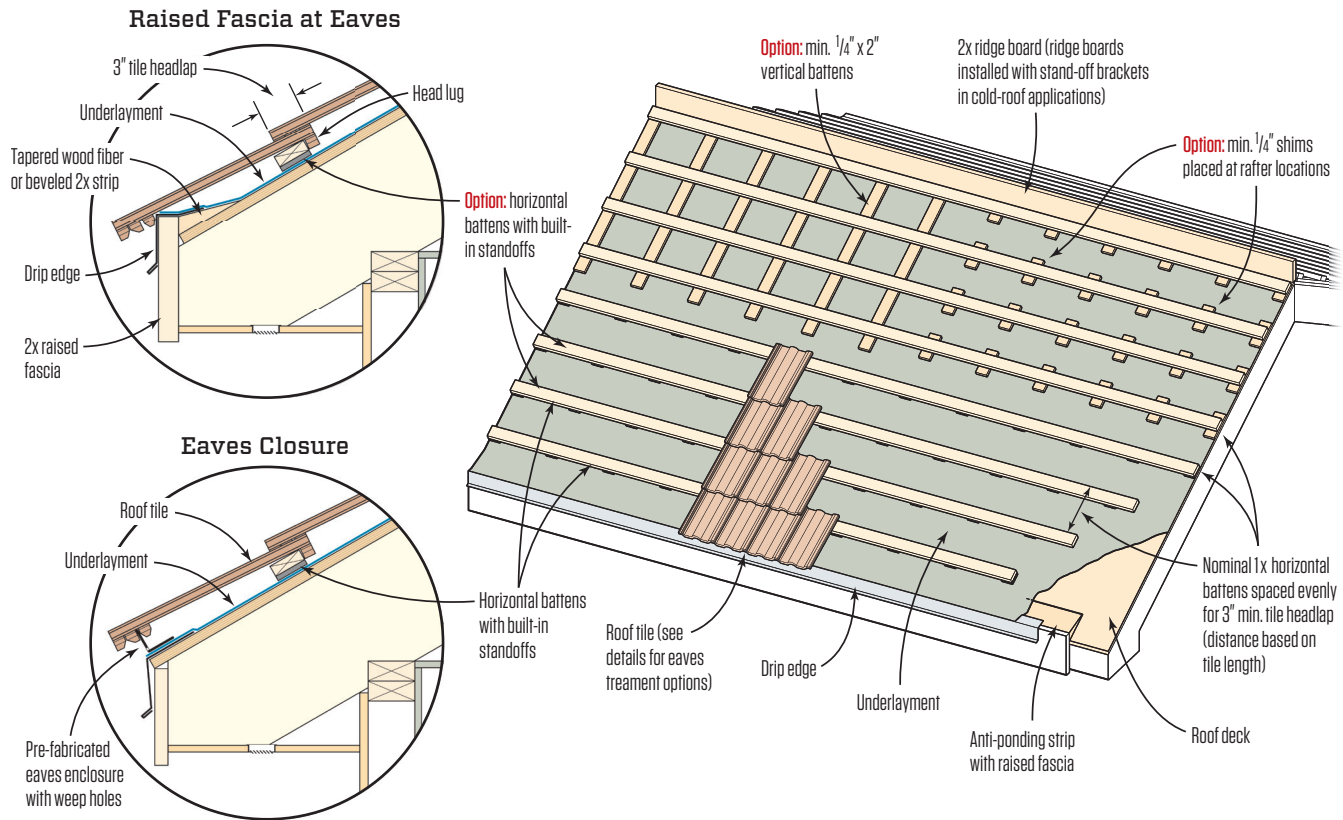 Raised Fascia at Eaves
3" tile headlap
Underlayment
Head lug
Tapered wood fiber
or beveled 2x strip
Drip edge
2x raised
fascia
Option: horizontal
battens with built-
in standoffs
Eaves Closure
Roof tile
Underlayment
Pre-fabricated
eaves enclosure
with weep holes
Horizontal battens
with built-in
standoffs
Option: min. 1/4" x 2"
vertical battens
2x ridge board (ridge boards
installed with stand-off brackets
in cold-roof applications)
Option: min. 1/4" shims
placed at rafter locations
Roof tile (see
details for eaves
treament options)
Drip edge
Underlayment
Anti-ponding strip
with raised fascia
Roof deck
Nominal 1x horizontal
battens spaced evenly
for 3" min. tile headlap
(distance based on
tile length)